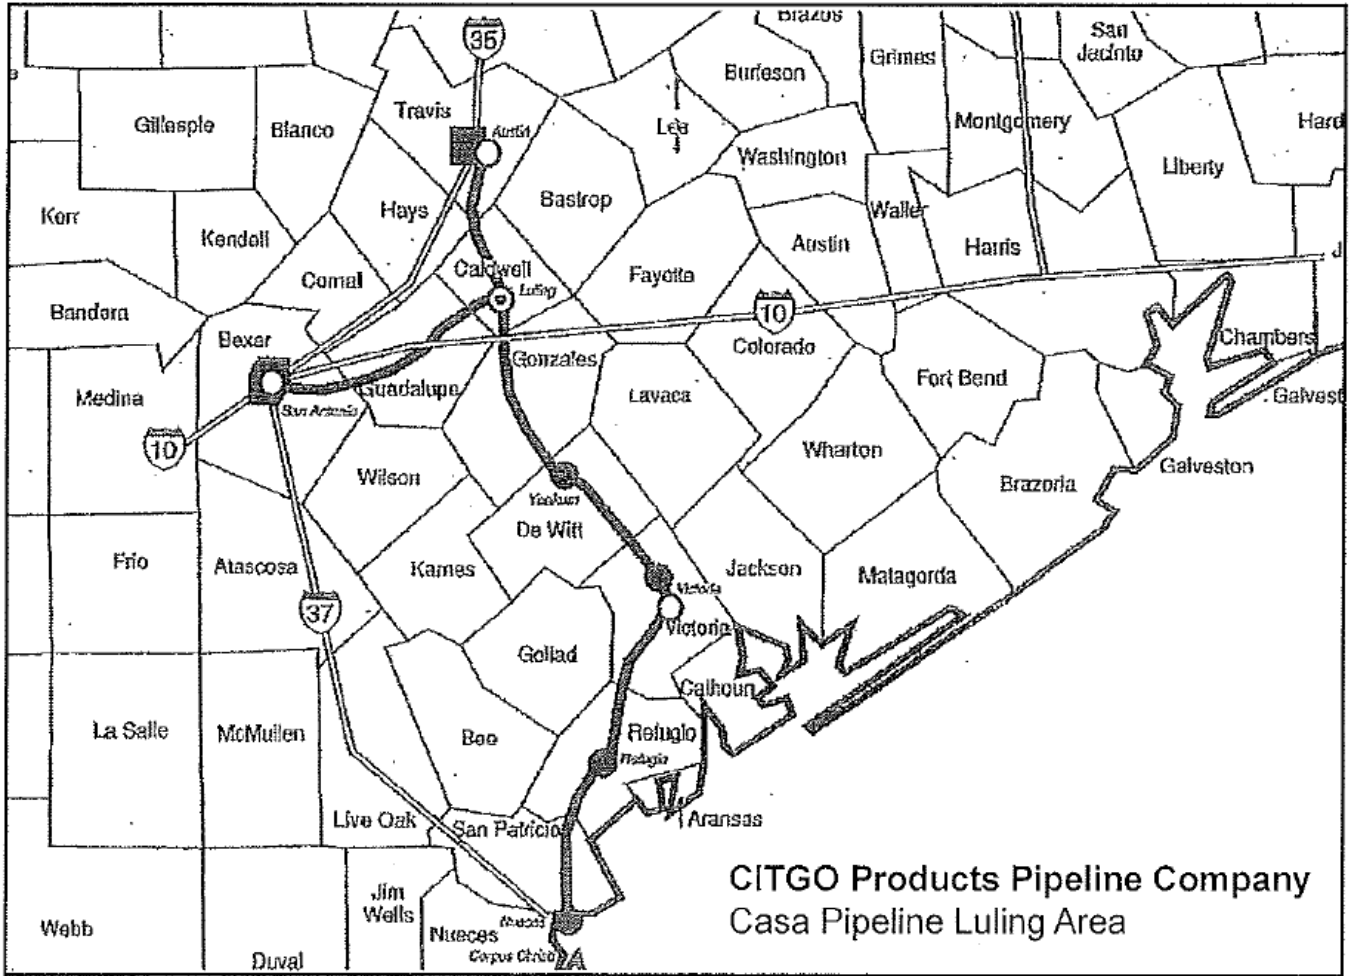 35
Brazos
San
Jacinto
Grimes
Burleson
Travis
Gillespie
Blanco
Lee
Montgomery
Hard
Austin
Washington
Liberty
Bastrop
Kerr
Hays
Waller
Kendall
Austin
Harris
J
Caldwell
Fayette
Comal
Luling
Bandera
10
Bexar
Chambers
Colorado
Gonzales
Fort Bend
Medina
Guadalupe
Lavaca
Galvest
San Antonio
10
Wharton
Galveston
Wilson
Brazoria
Yoakum
De Witt
Frio
Atascosa
Karnes
Jackson
Matagorda
Victoria
37
Victoria
Goliad
Calhoun
La Salle
McMullen
Bee
Refugio
Refugio
Live Oak
San Patricio
Aransas
CITGO Products Pipeline Company
Casa Pipeline Luling Area
Jim
Wells
Nueces
Webb
Nueces
Corpus Christi
Duval